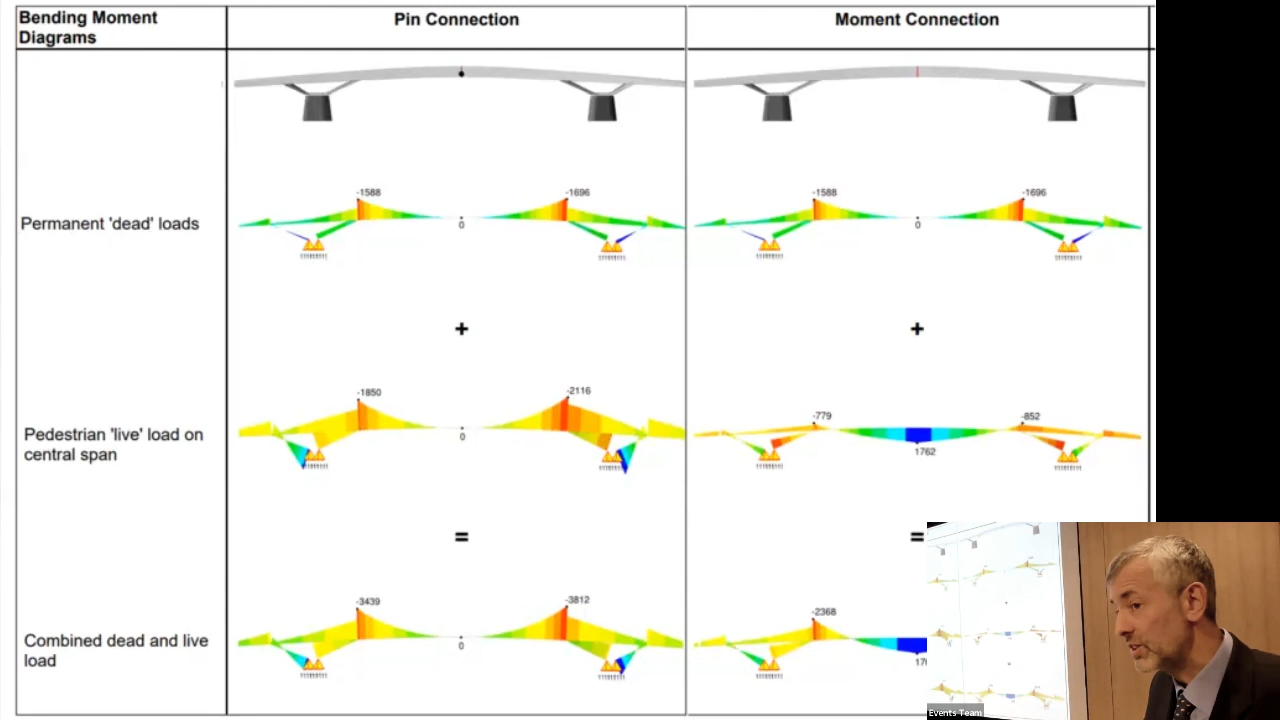 Bending Moment
Diagrams
Pin Connection
Moment Connection
Permanent 'dead' loads
-1588
-1696
0
-1588
-1696
0
+
+
Pedestrian 'live' load on
central span
-1850
-2116
0
-779
-852
1762
=
=
Combined dead and live
load
-3439
-3812
0
-2368
Events Team